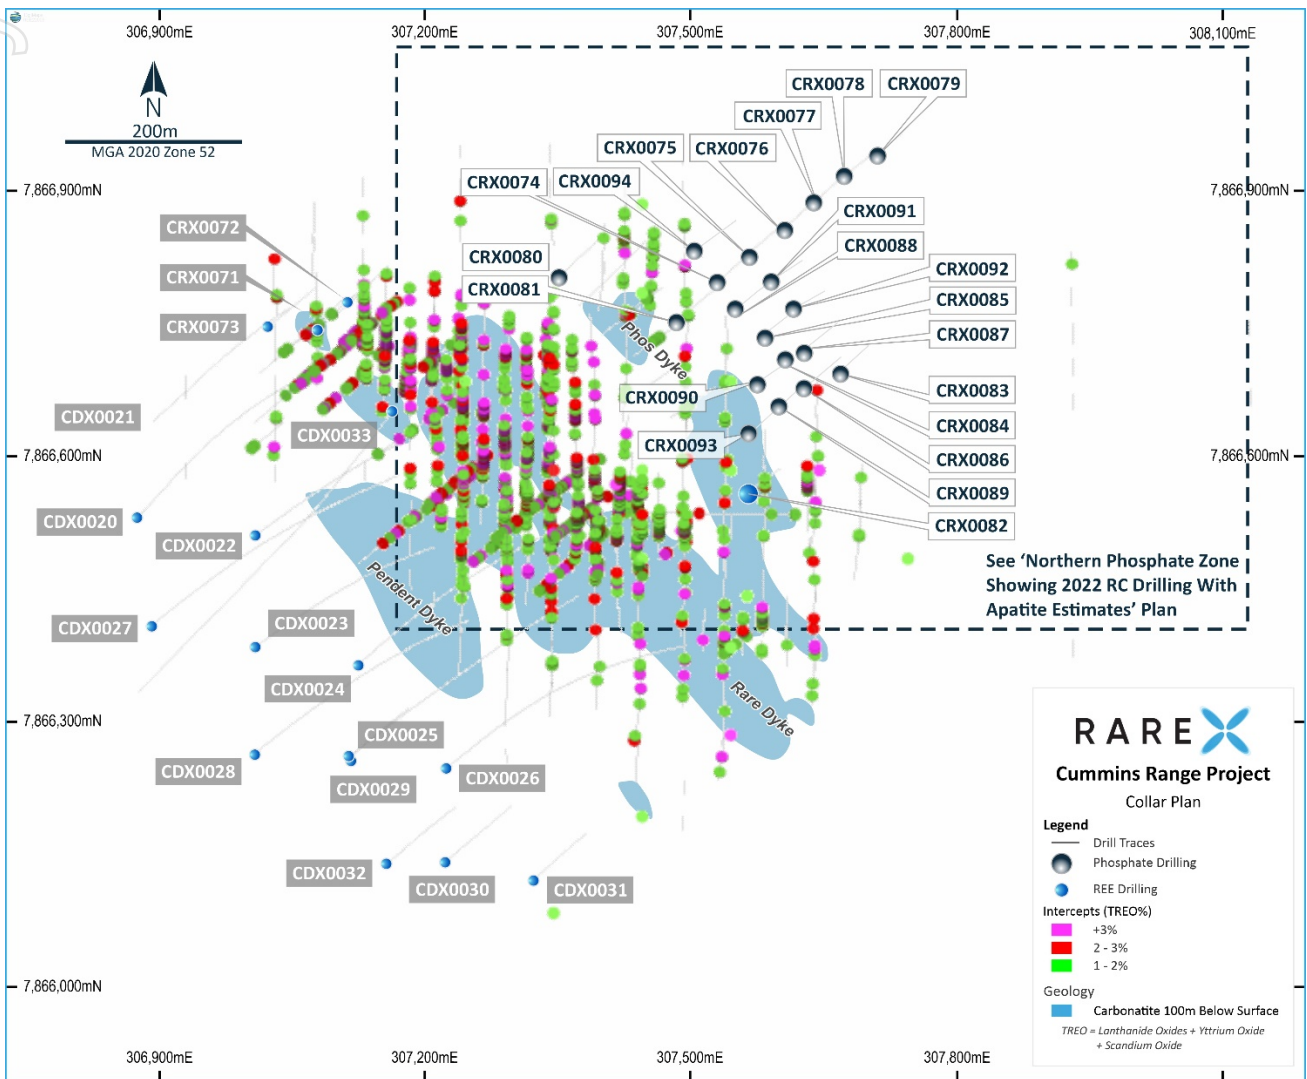 306,900mE
307,200mE
307,500mE
307,800mE
308,100mE
N
200m
MGA 2020 Zone 52
CRX0078
CRX0079
CRX0077
CRX0075
CRX0076
CRX0074
CRX0094
7,866,900mN
7,866,900mN
CRX0091
CRX0072
CRX0088
CRX0080
CRX0092
CRX0071
CRX0081
CRX0085
CRX0073
CRX0087
Phos Dyke
CRX0083
CRX0090
CDX0021
CRX0084
CDX0033
CRX0093
7,866,600mN
CRX0086
CRX0089
CDX0020
CRX0082
CDX0022
See 'Northern Phosphate Zone
Showing 2022 RC Drilling With
Apatite Estimates' Plan
Pendent Dyke
CDX0027
CDX0023
CDX0024
Rare Dyke
7,866,300mN
CDX0025
CDX0028
CDX0026
CDX0029
CDX0032
CDX0030
CDX0031
7,866,000mN
RAREX
Cummins Range Project
Collar Plan
Legend
Drill Traces
Phosphate Drilling
REE Drilling
Intercepts (TREO%)
+3%
2 - 3%
1 - 2%
Geology
Carbonatite 100m Below Surface
TREO = Lanthanide Oxides + Yttrium Oxide
+ Scandium Oxide
306,900mE
307,200mE
307,500mE
307,800mE